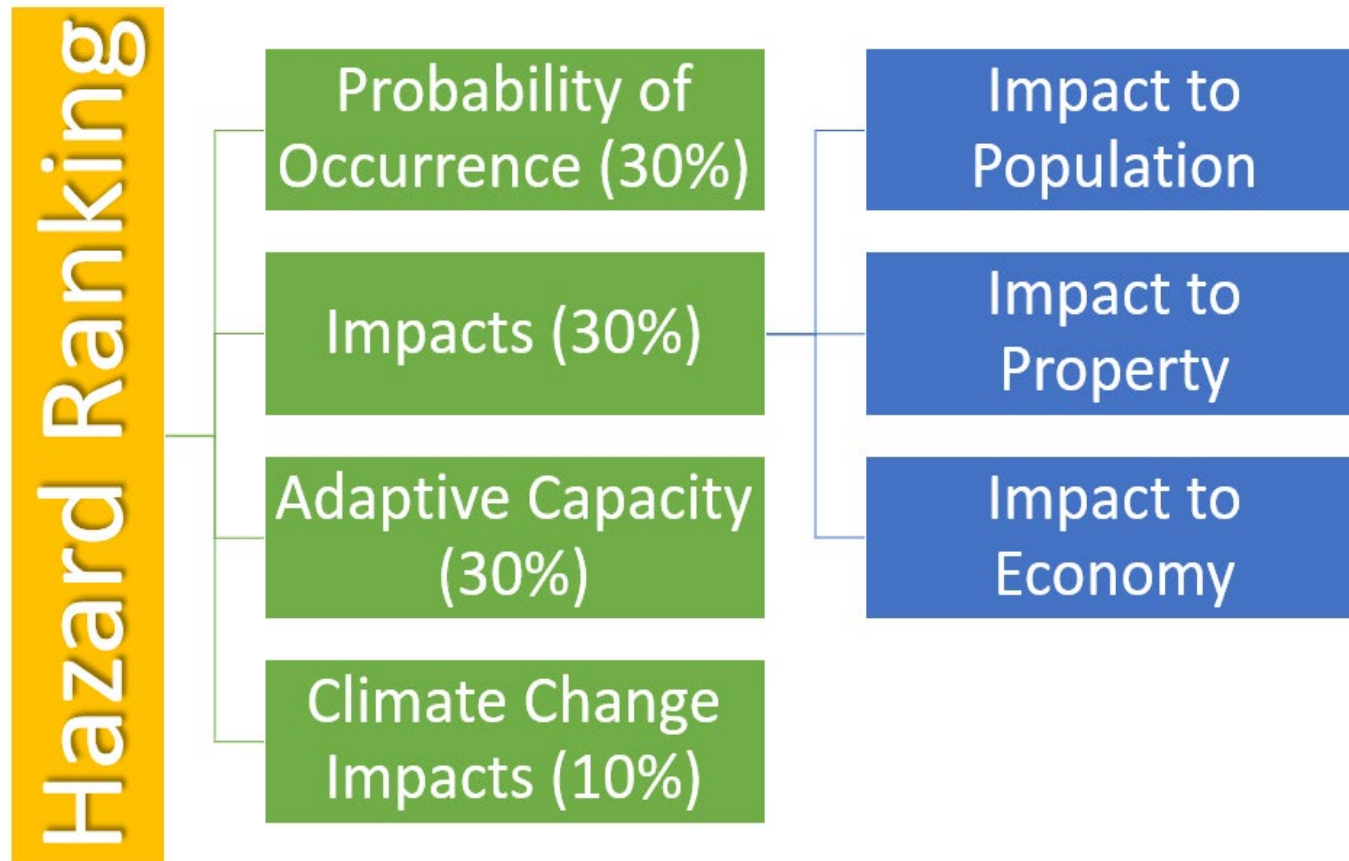 Hazard Ranking
Probability of
Occurrence (30%)
Impacts (30%)
Adaptive Capacity
(30%)
Climate Change
Impacts (10%)
Impact to
Population
Impact to
Property
Impact to
Economy